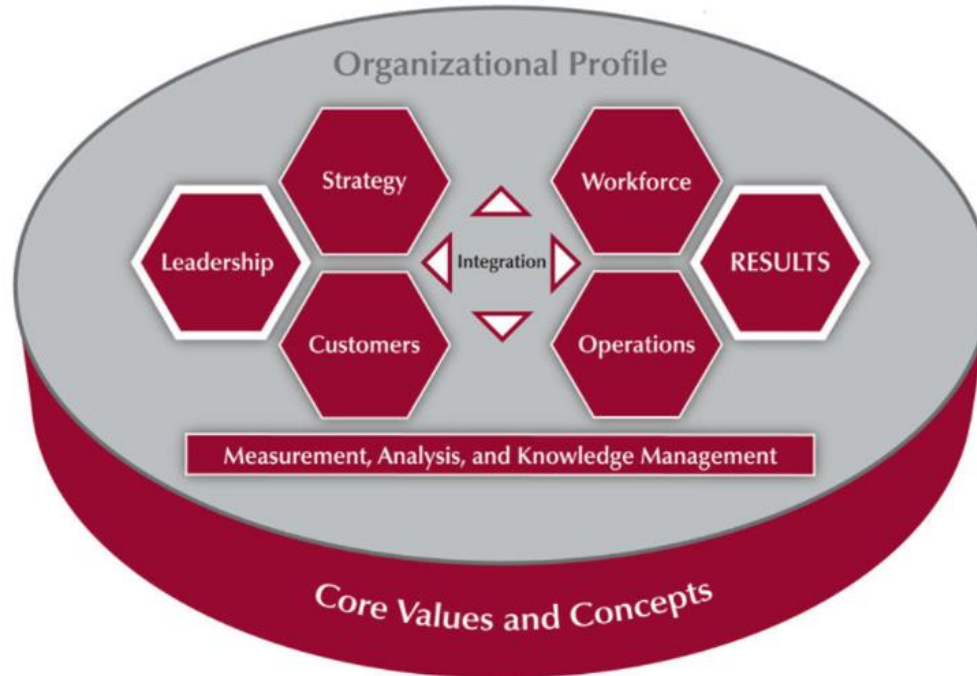 Organizational Profile
Strategy
Workforce
Leadership
Integration
RESULTS
Customers
Operations
Measurement, Analysis, and Knowledge Management
Core Values and Concepts